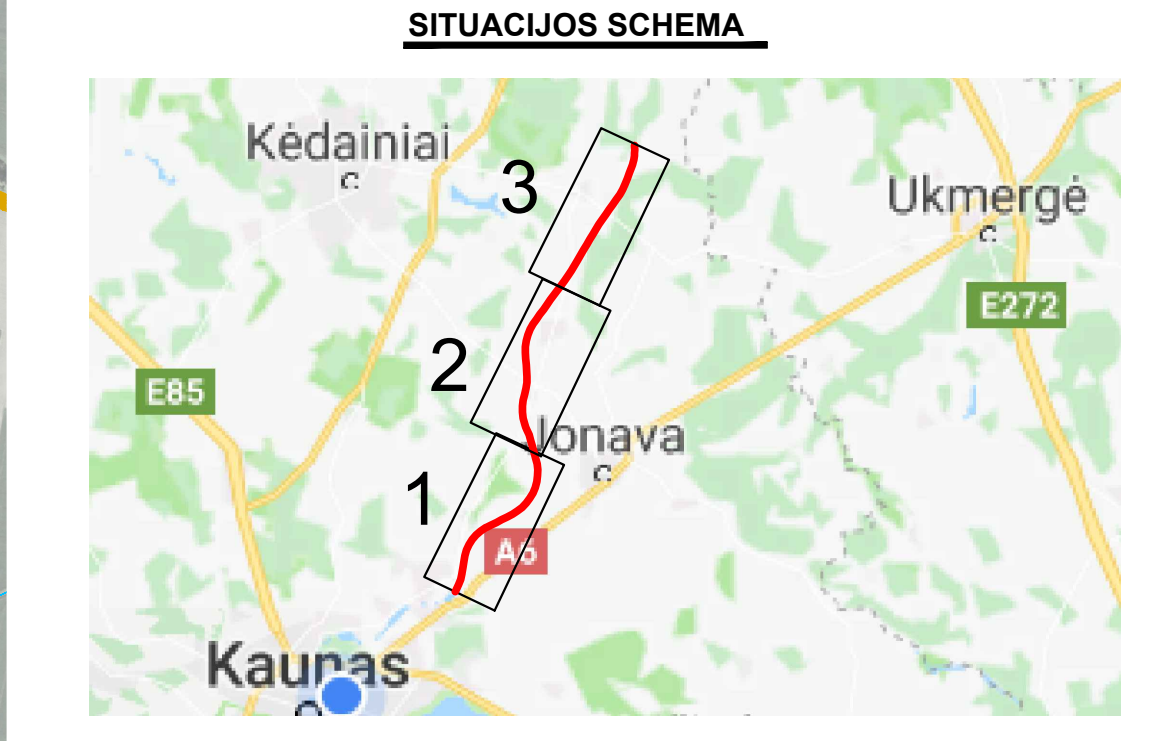 SITUACIJOS SCHEMA
Kėdainiai
3
Ukmergė
E272
2
E85
Jonava
1
A6
Kaunas